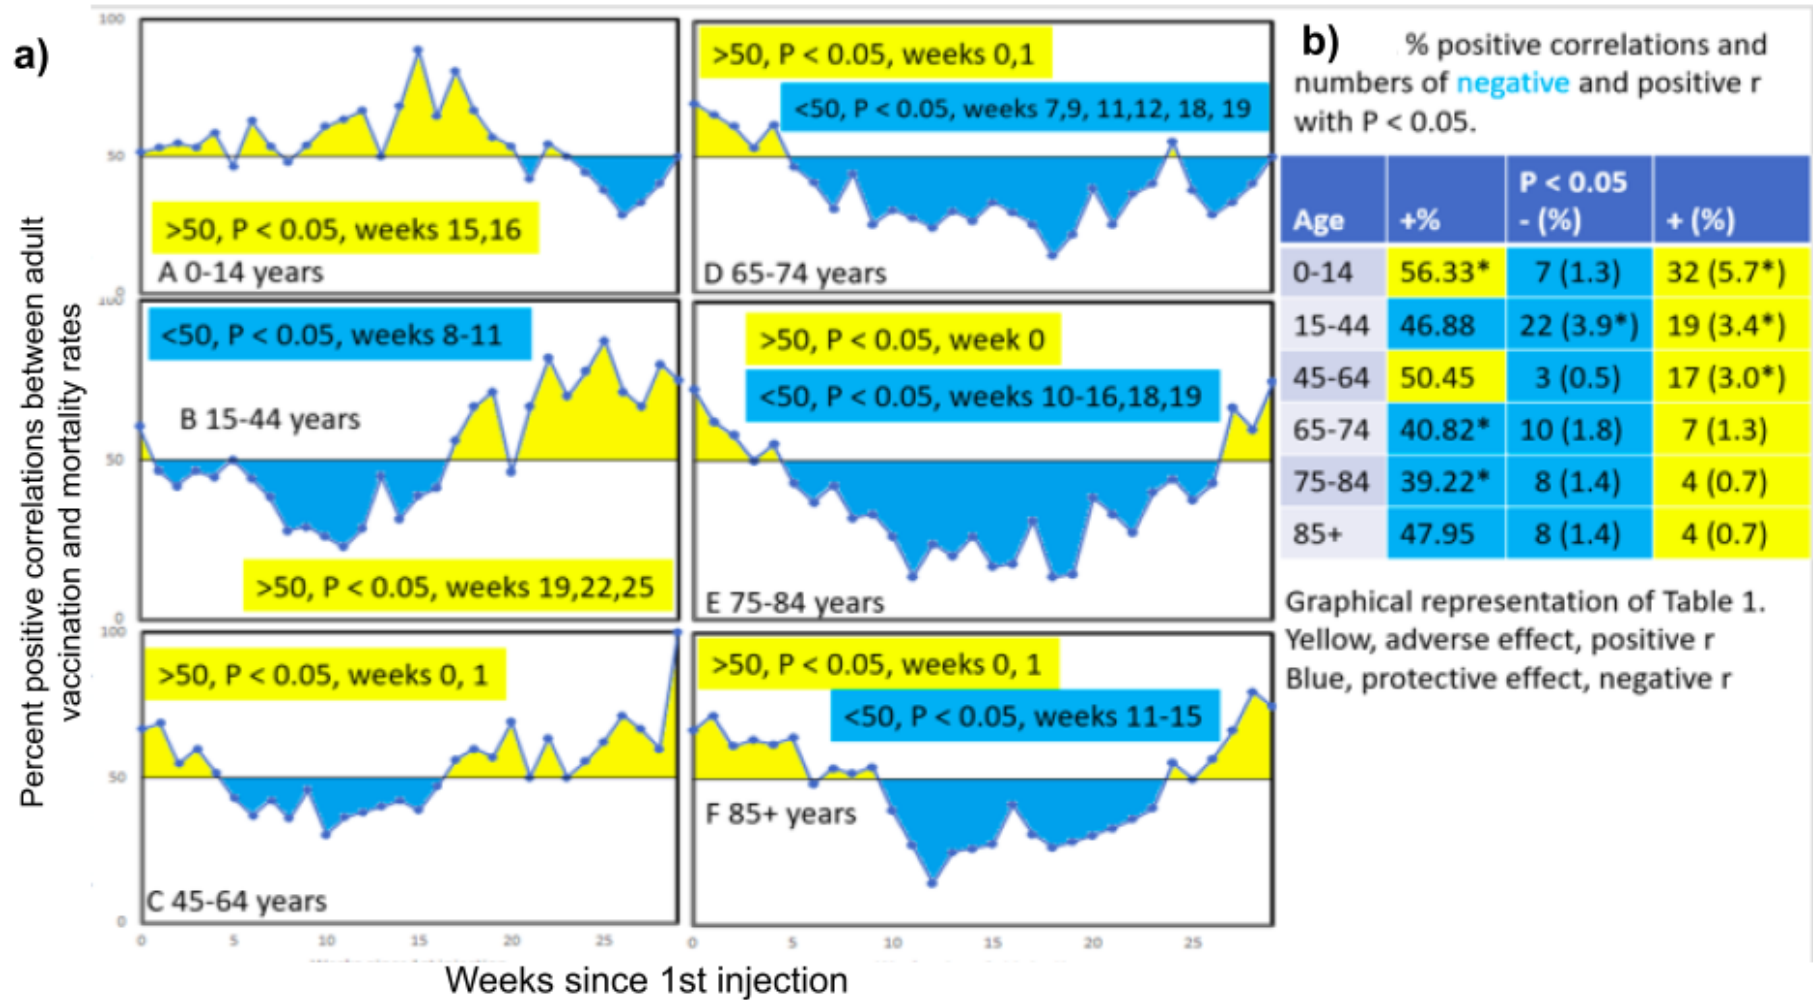 a)
Percent positive correlations between adult
vaccination and mortality rates
100
50
0
>50, P < 0.05, weeks 15,16
A 0-14 years
>50, P < 0.05, weeks 0,1
<50, P < 0.05, weeks 7,9, 11,12, 18, 19
D 65-74 years
100
50
0
<50, P < 0.05, weeks 8-11
B 15-44 years
>50, P < 0.05, weeks 19,22,25
>50, P < 0.05, week 0
<50, P < 0.05, weeks 10-16,18,19
E 75-84 years
100
50
0
>50, P < 0.05, weeks 0, 1
C 45-64 years
>50, P < 0.05, weeks 0, 1
<50, P < 0.05, weeks 11-15
F 85+ years
0 5 10 15 20 25
0 5 10 15 20 25
Weeks since 1st injection
b)
% positive correlations and
numbers of negative and positive r
with P < 0.05.
P < 0.05
Age +% - (%) + (%)
0-14 56.33* 7 (1.3) 32 (5.7*)
15-44 46.88 22 (3.9*) 19 (3.4*)
45-64 50.45 3 (0.5) 17 (3.0*)
65-74 40.82* 10 (1.8) 7 (1.3)
75-84 39.22* 8 (1.4) 4 (0.7)
85+ 47.95 8 (1.4) 4 (0.7)
Graphical representation of Table 1.
Yellow, adverse effect, positive r
Blue, protective effect, negative r